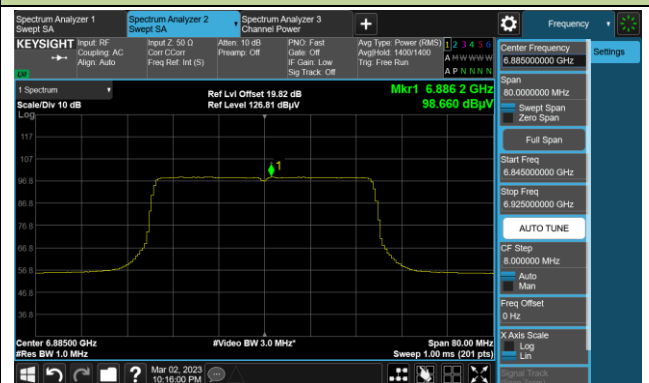 Spectrum Analyzer 1
Swept SA
Spectrum Analyzer 2
Swept SA
Spectrum Analyzer 3
Channel Power
+
Frequency
KEYSIGHT
Input: RF
Coupling: AC
Align: Auto
Input Z: 50 Ω
Corr CCorr
Freq Ref: Int (S)
Atten: 10 dB
Preamp: Off
PNO: Fast
Gate: Off
IF Gain: Low
Sig Track: Off
Avg Type: Power (RMS)
Avg|Hold: 1400/1400
Trig: Free Run
1 2 3 4 5 6
A W W W W W
A P N N N N
1 Spectrum
Scale/Div 10 dB
Log
Ref Lvl Offset 19.82 dB
Ref Level 126.81 dBµV
Mkr1 6.886 2 GHz
98.660 dBµV
117
107
96.8
86.8
76.8
66.8
56.8
46.8
36.8
1
Center 6.88500 GHz
#Res BW 1.0 MHz
#Video BW 3.0 MHz*
Span 80.00 MHz
Sweep 1.00 ms (201 pts)
Center Frequency
6.885000000 GHz
Settings
Span
80.0000000 MHz
Swept Span
Zero Span
Full Span
Start Freq
6.845000000 GHz
Stop Freq
6.925000000 GHz
AUTO TUNE
CF Step
8.000000 MHz
Auto
Man
Freq Offset
0 Hz
X Axis Scale
Log
Lin
Signal Track
?
Mar 02, 2023
10:16:00 PM